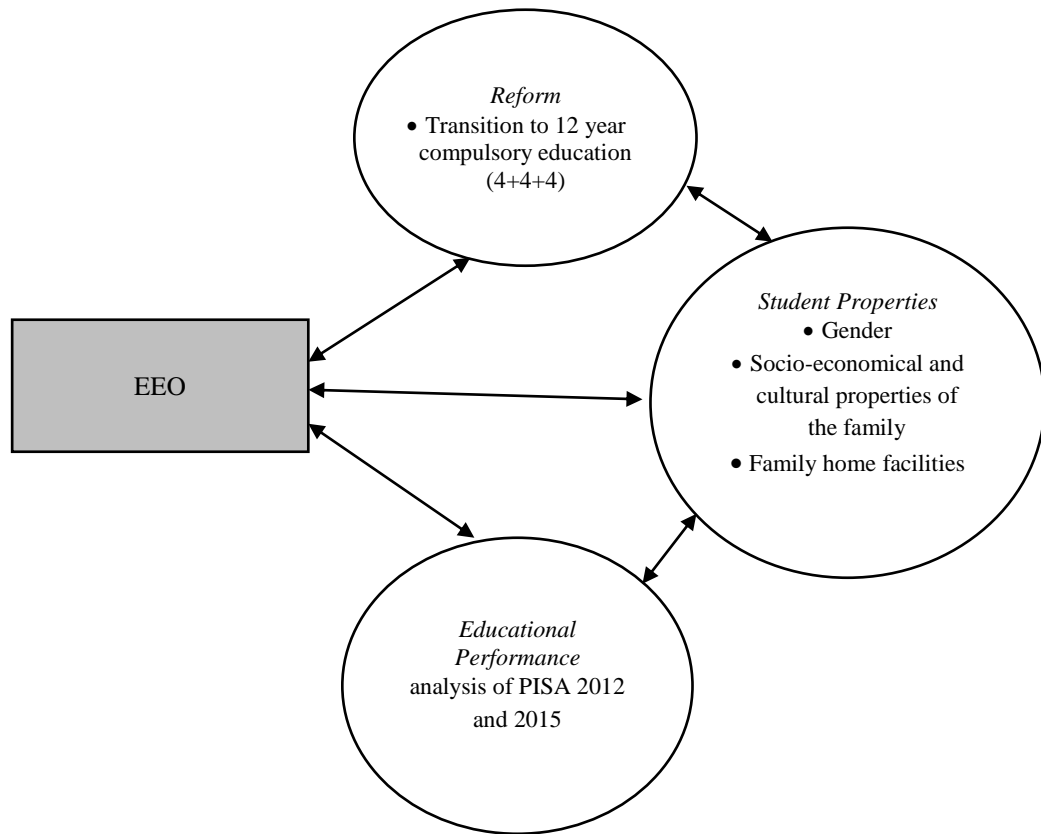 Reform
• Transition to 12 year
compulsory education
(4+4+4)
EEO
Student Properties
• Gender
• Socio-economical and
cultural properties of
the family
• Family home facilities
Educational
Performance
analysis of PISA 2012
and 2015